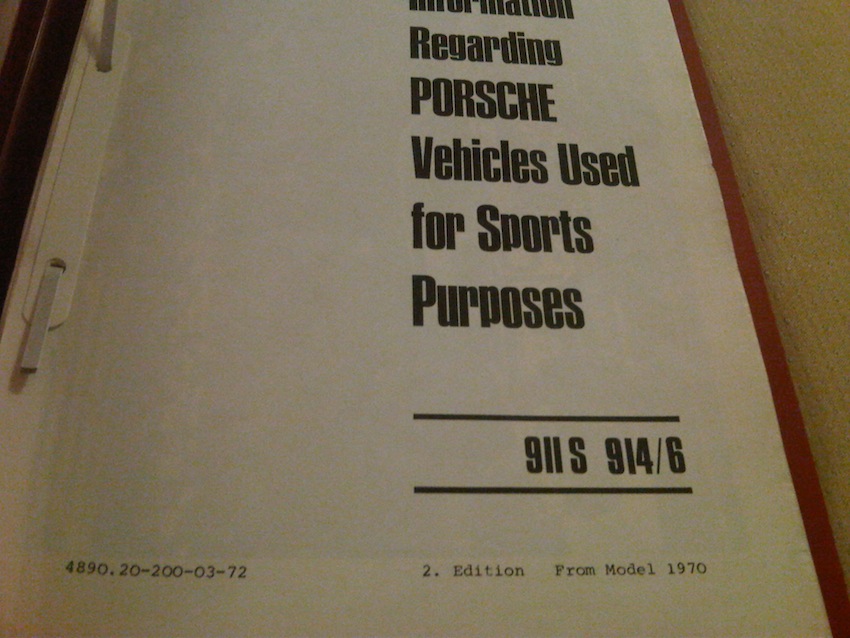 Information
Regarding
PORSCHE
Vehicles Used
for Sports
Purposes
911 S 914/6
4890.20-200-03-72
2. Edition From Model 1970